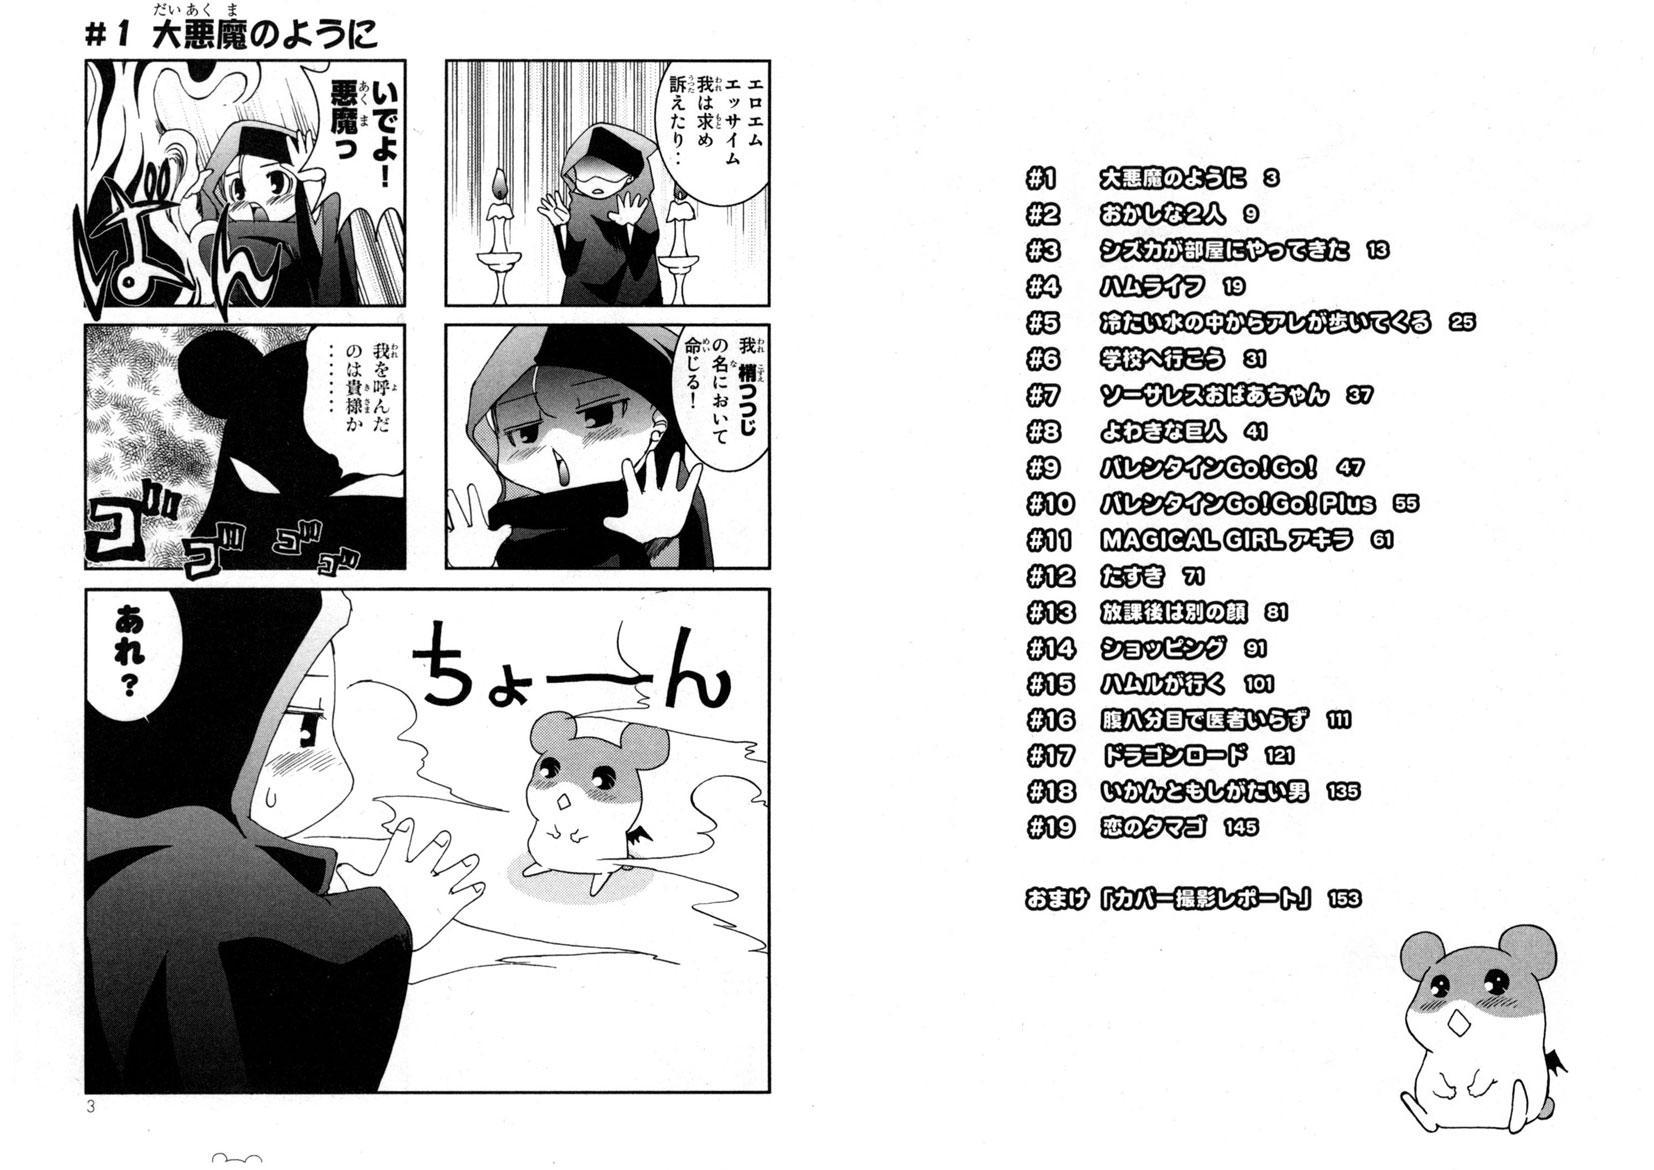 #1 大悪魔のように 3
#2 おかしな2人 9
#3 シズカが部屋にやってきた 13
#4 ハムライフ 19
#5 冷たい水の中からアレが歩いてくる 25
#6 学校へ行こう 31
#7 ソーサレスおばあちゃん 37
#8 よわきな巨人 41
#9 バレンタインGo!Go! 47
#10 バレンタインGo!Go! Plus 55
#11 MAGICAL GIRL アキラ 61
#12 たすき 71
#13 放課後は別の顔 81
#14 ショッピング 91
#15 ハムルが行く 101
#16 腹八分目で医者いらず 111
#17 ドラゴンロード 121
#18 いかんともしがたい男 135
#19 恋のタマゴ 145
おまけ「カバー撮影レポート」 153
だいあくま
#1 大悪魔のように
エロエム
エッサイム
我は求め
訴えたり‥
我 梢つつじ
の名において
命じる!
いでよ!
悪魔っ
ばん
我を呼んだ
のは貴様か
‥‥‥‥
ゴゴゴゴ
ちょーん
あれ?
3